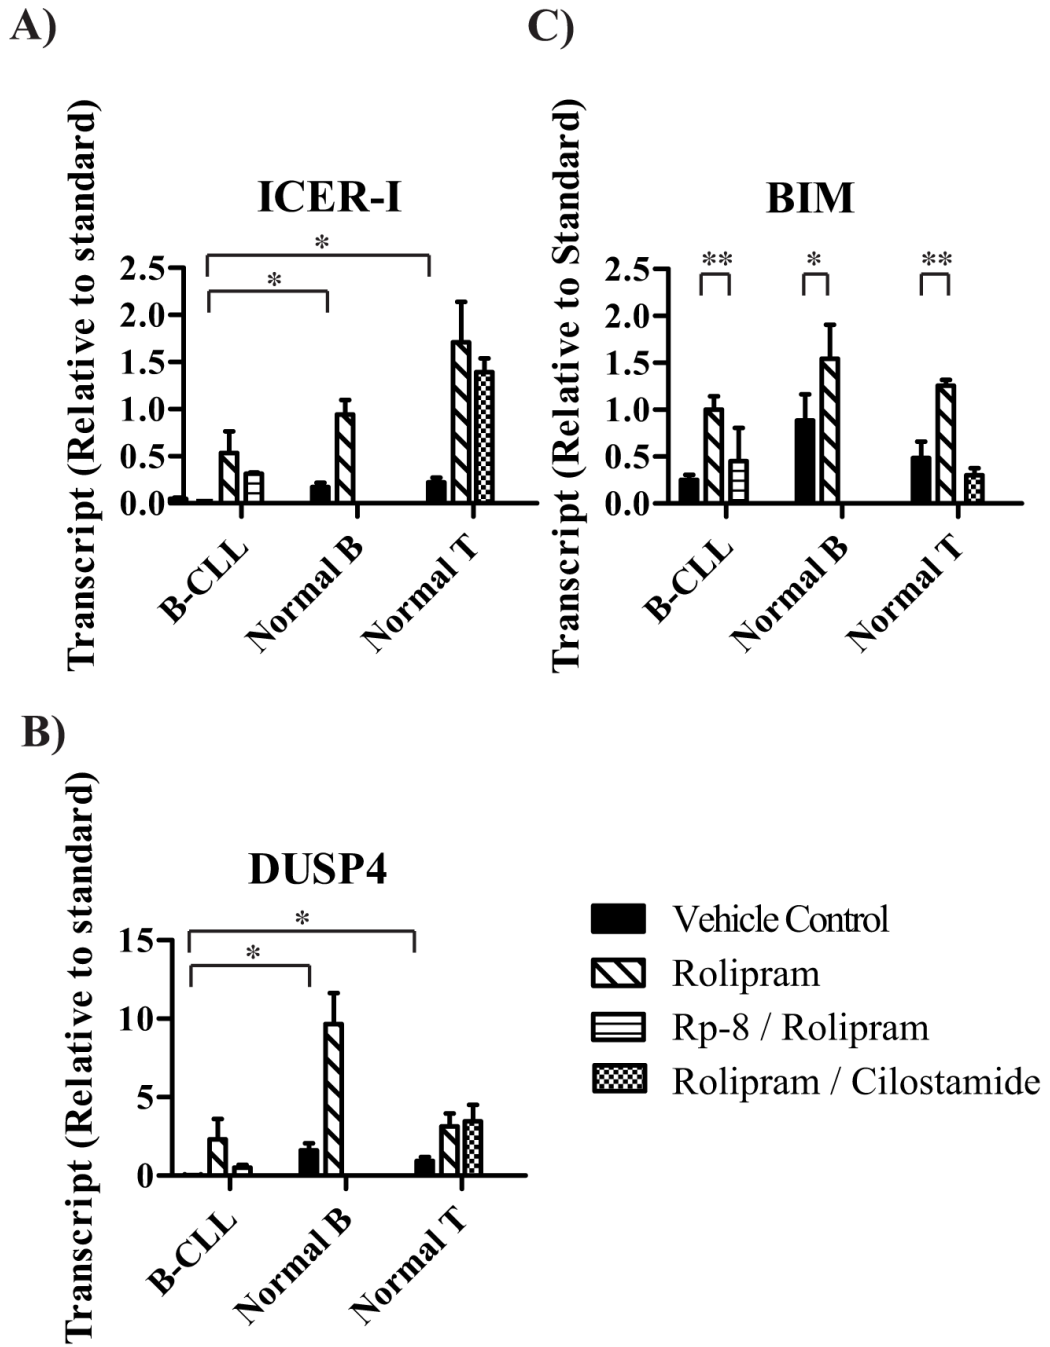 A)
ICER-I
Transcript (Relative to standard)
*
*
2.5
2.0
1.5
1.0
0.5
0.0
B-CLL
Normal B
Normal T
C)
BIM
Transcript (Relative to Standard)
** * **
2.5
2.0
1.5
1.0
0.5
0.0
B-CLL
Normal B
Normal T
B)
DUSP4
Transcript (Relative to standard)
*
*
15
10
5
0
B-CLL
Normal B
Normal T
Vehicle Control
Rolipram
Rp-8 / Rolipram
Rolipram / Cilostamide